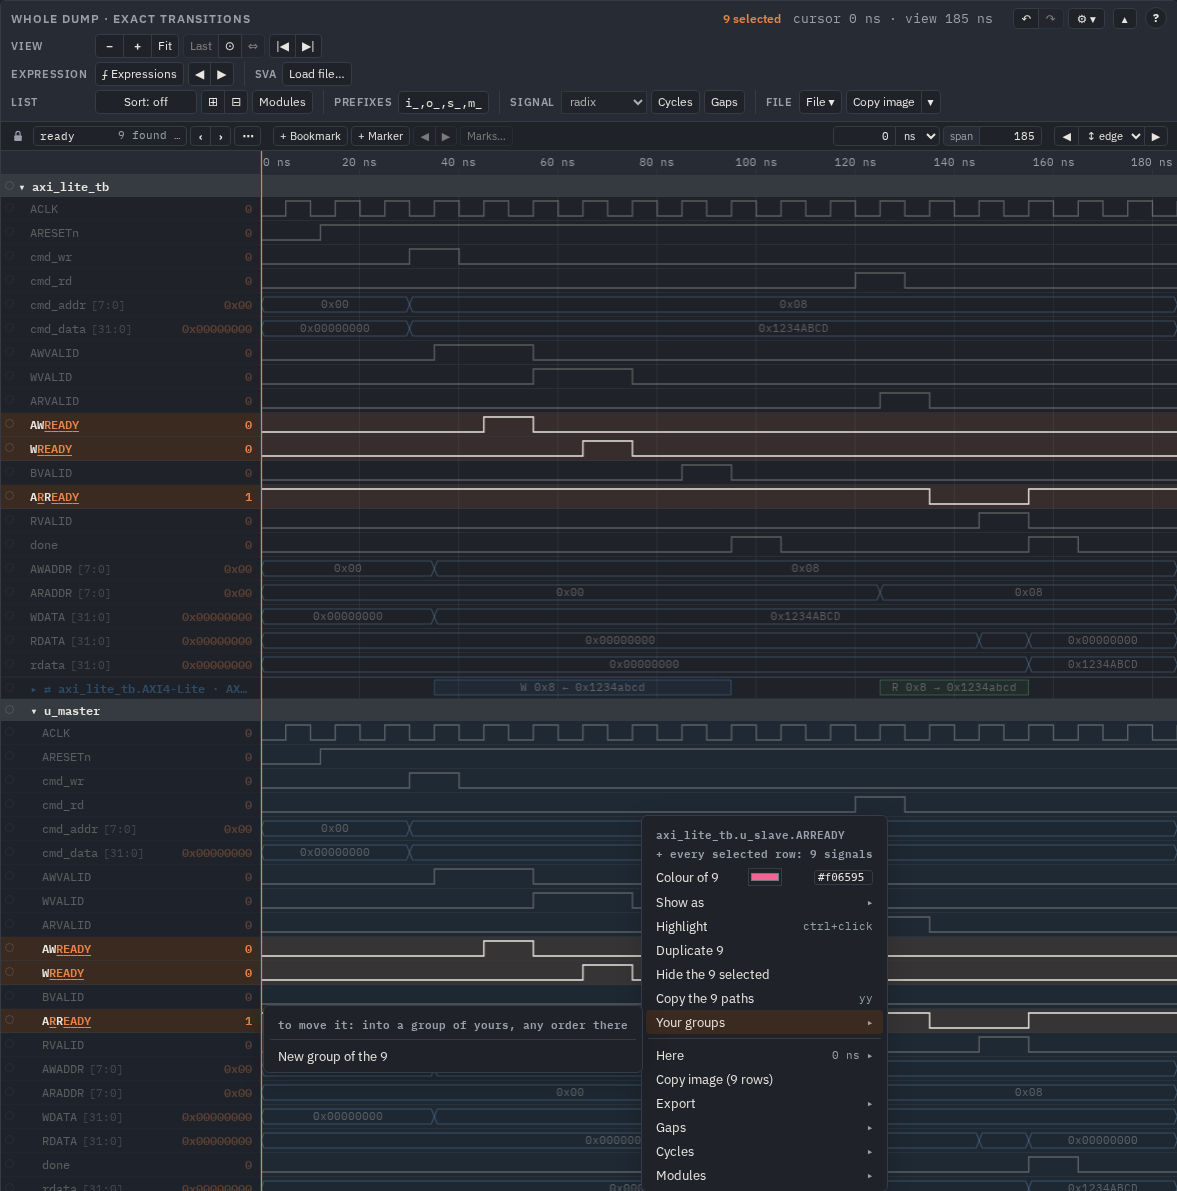 WHOLE DUMP · EXACT TRANSITIONS
9 selected cursor 0 ns · view 185 ns ↶ ↷ ⚙ ▾ ▴ ?
VIEW − + Fit Last ⊙ ⇔ |◀ ▶|
EXPRESSION ⨍ Expressions ◀ ▶ SVA Load file…
LIST Sort: off ⊞ ⊟ Modules PREFIXES i_,o_,s_,m_ SIGNAL radix Cycles Gaps FILE File ▾ Copy image ▾
ready 9 found … ‹ › ⋯ + Bookmark + Marker ◀ ▶ Marks… 0 ns span 185 ◀ ↕ edge ▶
0 ns 20 ns 40 ns 60 ns 80 ns 100 ns 120 ns 140 ns 160 ns 180 ns
▾ axi_lite_tb
ACLK 0
ARESETn 0
cmd_wr 0
cmd_rd 0
cmd_addr [7:0] 0x00 0x00 0x08
cmd_data [31:0] 0x00000000 0x00000000 0x1234ABCD
AWVALID 0
WVALID 0
ARVALID 0
AWREADY 0
WREADY 0
BVALID 0
ARREADY 1
RVALID 0
done 0
AWADDR [7:0] 0x00 0x00 0x08
ARADDR [7:0] 0x00 0x00 0x08
WDATA [31:0] 0x00000000 0x00000000 0x1234ABCD
RDATA [31:0] 0x00000000 0x00000000 0x00000000
rdata [31:0] 0x00000000 0x00000000 0x1234ABCD
▸ ⇄ axi_lite_tb.AXI4-Lite · AX… W 0x8 ← 0x1234abcd R 0x8 → 0x1234abcd
▾ u_master
ACLK 0
ARESETn 0
cmd_wr 0
cmd_rd 0
cmd_addr [7:0] 0x00 0x00
cmd_data [31:0] 0x00000000 0x00000000
AWVALID 0
WVALID 0
ARVALID 0
AWREADY 0
WREADY 0
BVALID 0
ARREADY 1
RVALID 0
AWADDR [7:0] 0x00
ARADDR [7:0] 0x00 0x00 0x08
WDATA [31:0] 0x00000000 0x00000000
RDATA [31:0] 0x00000000 0x00000 0x00000000
done 0
rdata [31:0] 0x00000000 0x000 0x1234ABCD
axi_lite_tb.u_slave.ARREADY
+ every selected row: 9 signals
Colour of 9 #f06595
Show as ▸
Highlight ctrl+click
Duplicate 9
Hide the 9 selected
Copy the 9 paths yy
Your groups ▸
Here 0 ns ▸
Copy image (9 rows)
Export ▸
Gaps ▸
Cycles ▸
Modules ▸
to move it: into a group of yours, any order there
New group of the 9